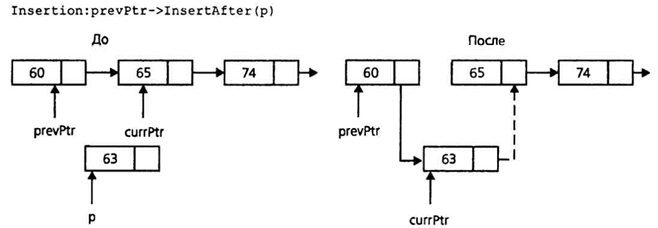 Insertion:prevPtr->InsertAfter(p)
До
После
60 65 74
60 65 74
prevPtr currPtr
prevPtr
63
63
p
currPtr